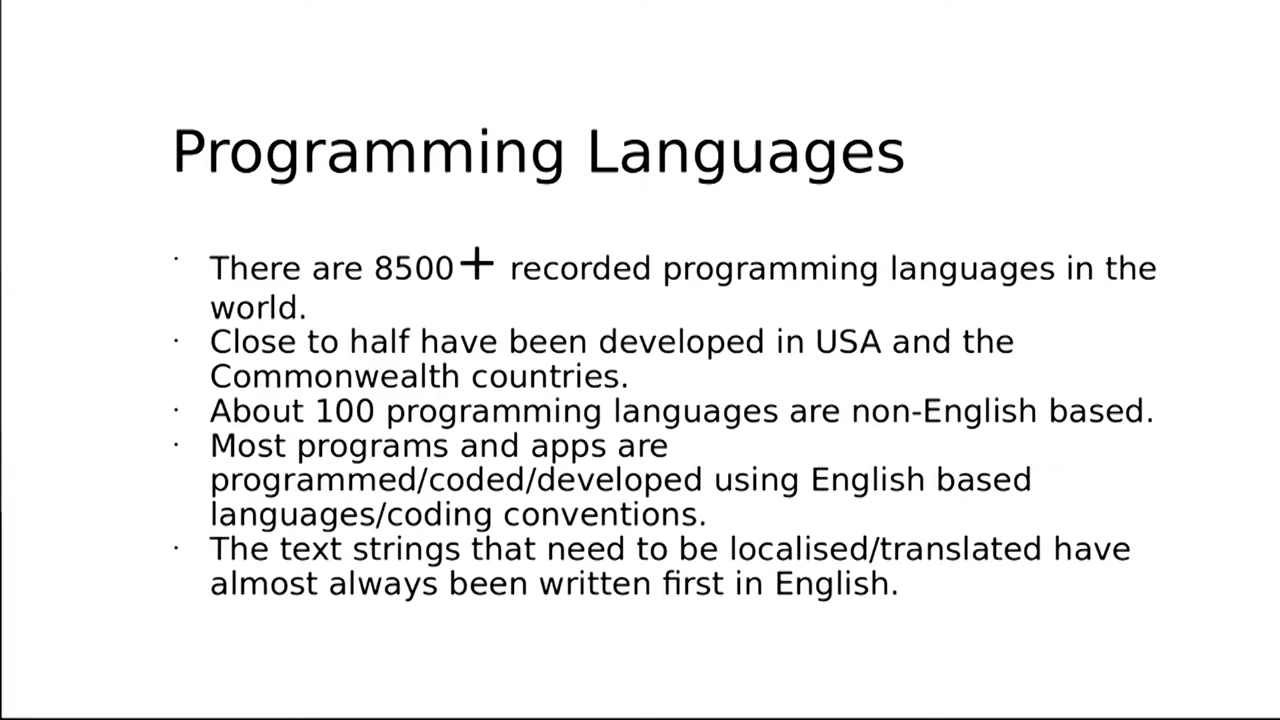 Programming Languages
· There are 8500+ recorded programming languages in the
world.
· Close to half have been developed in USA and the
Commonwealth countries.
· About 100 programming languages are non-English based.
· Most programs and apps are
programmed/coded/developed using English based
languages/coding conventions.
· The text strings that need to be localised/translated have
almost always been written first in English.